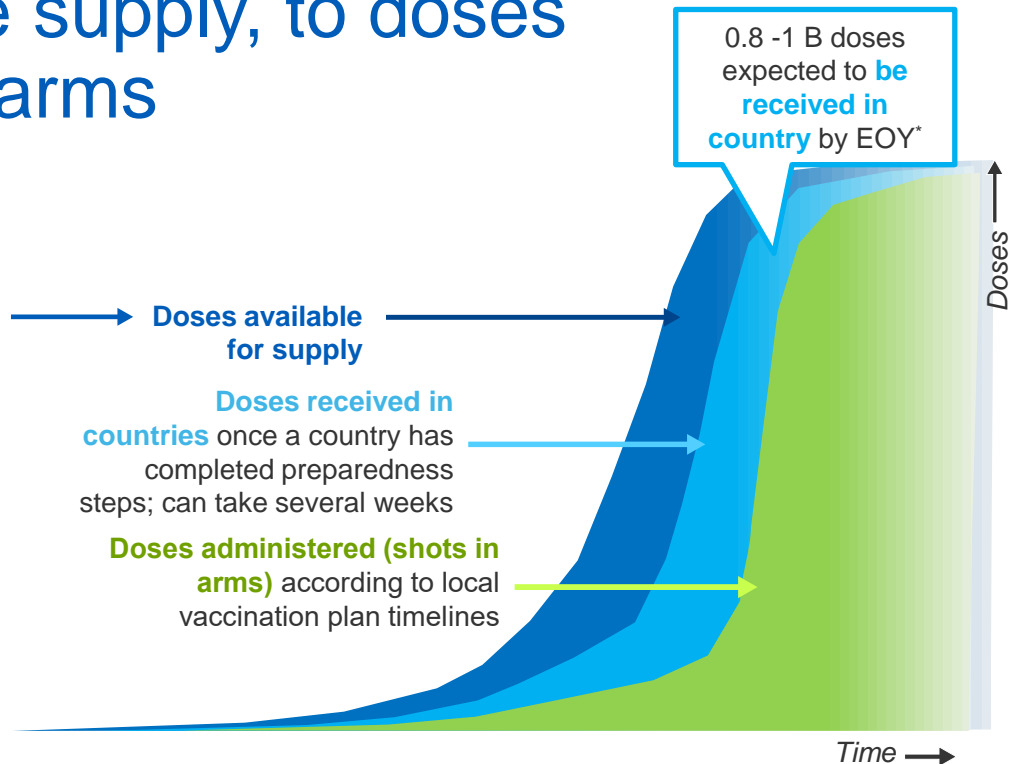 e supply, to doses
arms
0.8 -1 B doses
expected to be
received in
country by EOY*
Doses
Doses available
for supply
Doses received in
countries once a country has
completed preparedness
steps; can take several weeks
Doses administered (shots in
arms) according to local
vaccination plan timelines
Time